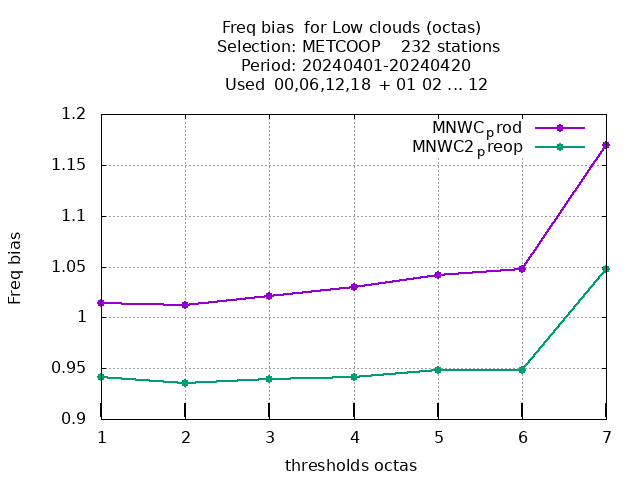 Freq bias  for Low clouds (octas)
Selection: METCOOP    232 stations
Period: 20240401-20240420
Used  00,06,12,18 + 01 02 ... 12
MNWCprod
MNWC2preop
1.2
1.15
1.1
1.05
1
0.95
0.9
Freq bias
1 2 3 4 5 6 7
thresholds octas